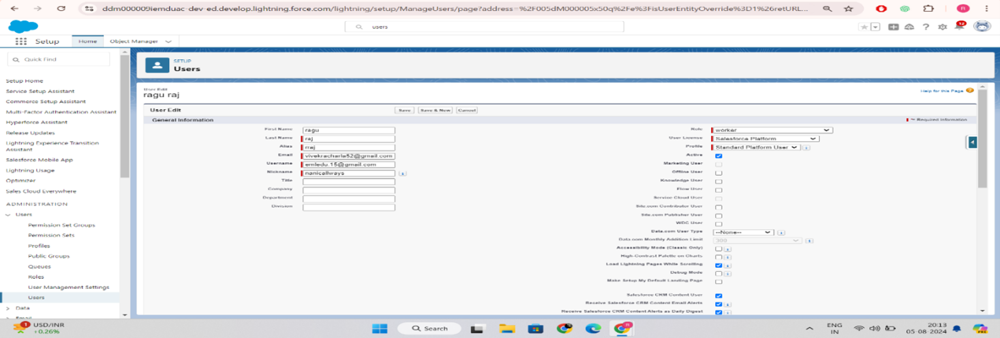 ddm000009iemduac-dev-ed.develop.lightning.force.com/lightning/setup/ManageUsers/page?address=%2F005dM000005x50q%2Fe%3FisUserEntityOverride%3D1%26retURL...
users
12
Setup
Home
Object Manager
Quick Find
Setup Home
Service Setup Assistant
Commerce Setup Assistant
Multi-Factor Authentication Assistant
Hyperforce Assistant
Release Updates
Lightning Experience Transition
Assistant
Salesforce Mobile App
Lightning Usage
Optimizer
Sales Cloud Everywhere
ADMINISTRATION
Users
Permission Set Groups
Permission Sets
Profiles
Public Groups
Queues
Roles
User Management Settings
Users
Data
Email
SETUP
Users
User Edit
ragu raj
Help for this Page
User Edit
Save
Save & New
Cancel
General Information
= Required Information
First Name ragu
Last Name raj
Alias rraj
Email vivekracharla52@gmail.com
Username emledu.15@gmail.com
Nickname nanicallways
Title
Company
Department
Division
Role worker
User License Salesforce Platform
Profile Standard Platform User
Active
Marketing User
Offline User
Knowledge User
Flow User
Service Cloud User
Site.com Contributor User
Site.com Publisher User
WDC User
Data.com User Type --None--
Data.com Monthly Addition Limit 300
Accessibility Mode (Classic Only)
High-Contrast Palette on Charts
Load Lightning Pages While Scrolling
Debug Mode
Make Setup My Default Landing Page
Salesforce CRM Content User
Receive Salesforce CRM Content Email Alerts
Receive Salesforce CRM Content Alerts as Daily Digest
1
USD/INR
+0.26%
Search
ENG
IN
20:13
05-08-2024